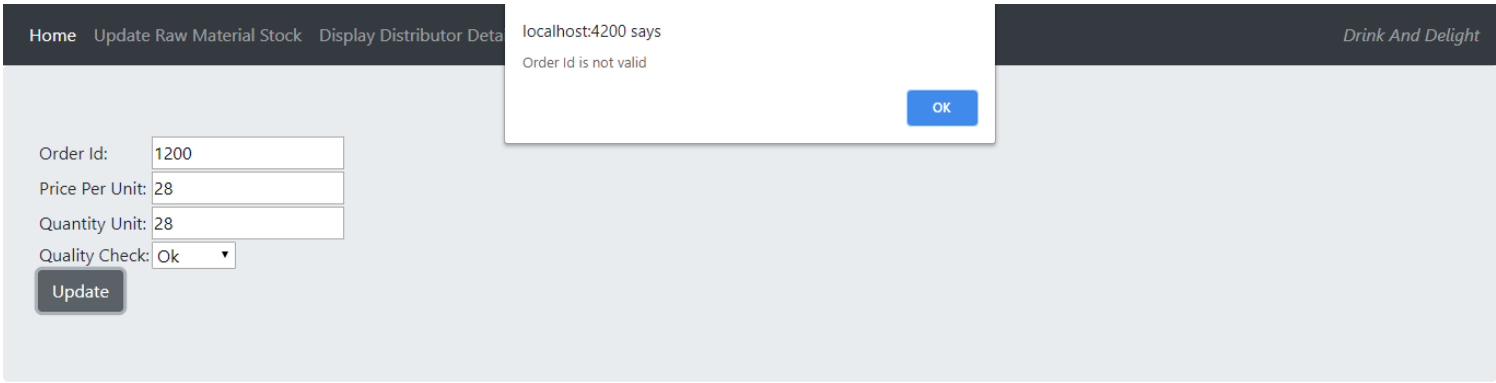 Home Update Raw Material Stock Display Distributor Deta
Drink And Delight
localhost:4200 says
Order Id is not valid
OK
Order Id: 1200
Price Per Unit: 28
Quantity Unit: 28
Quality Check: Ok
Update